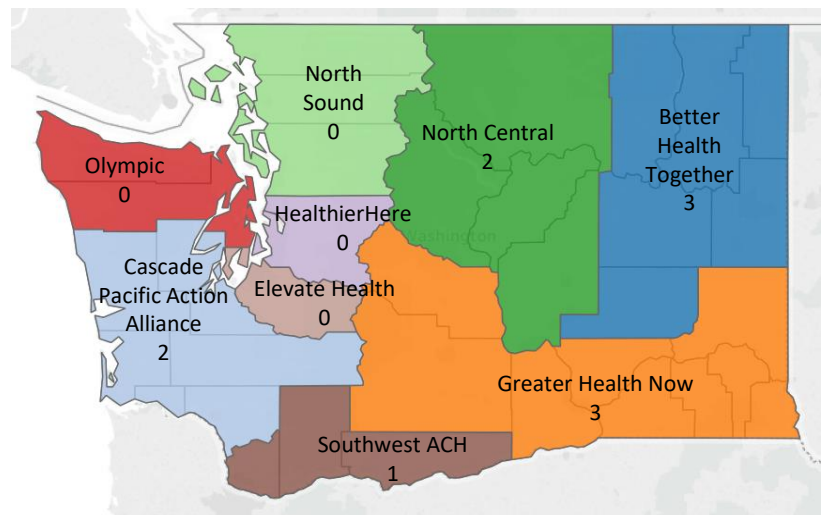 North
Sound
0
North Central
2
Better
Health
Together
3
Olympic
0
HealthierHere
0
Washington
Cascade
Pacific Action
Alliance
2
Elevate Health
0
Greater Health Now
3
Southwest ACH
1